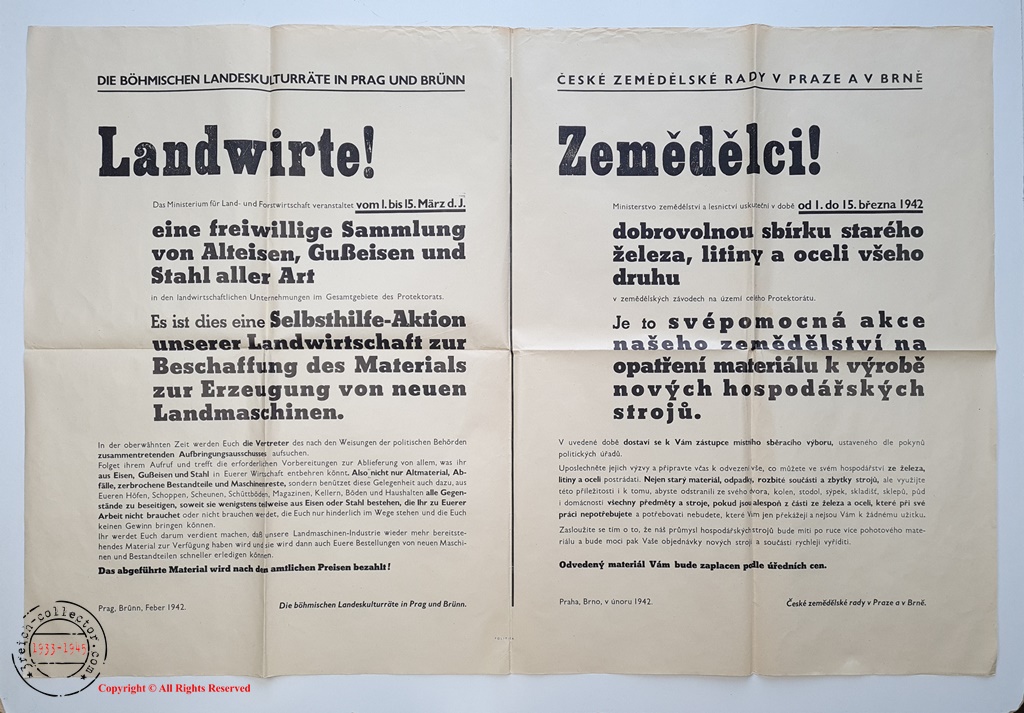 DIE BÖHMISCHEN LANDESKULTURRÄTE IN PRAG UND BRÜNN
Landwirte!
Das Ministerium für Land- und Forstwirtschaft veranstaltet vom 1. bis 15. März d. J.
eine freiwillige Sammlung
von Alteisen, Gußeisen und
Stahl aller Art
in den landwirtschaftlichen Unternehmungen im Gesamtgebiete des Protektorats.
Es ist dies eine Selbsthilfe-Aktion
unserer Landwirtschaft zur
Beschaffung des Materials
zur Erzeugung von neuen
Landmaschinen.
In der oberwähnten Zeit werden Euch die Vertreter des nach den Weisungen der politischen Behörden
zusammentretenden Aufbringungsausschusses aufsuchen.
Folget ihrem Aufruf und trefft die erforderlichen Vorbereitungen zur Ablieferung von allem, was ihr
aus Eisen, Gußeisen und Stahl in Euerer Wirtschaft entbehren könnt. Also nicht nur Altmaterial, Ab-
fälle, zerbrochene Bestandteile und Maschinenreste, sondern benützet diese Gelegenheit auch dazu, aus
Eueren Höfen, Schoppen, Scheunen, Schüttböden, Magazinen, Kellern, Böden und Haushalten alle Gegen-
stände zu beseitigen, soweit sie wenigstens teilweise aus Eisen oder Stahl bestehen, die Ihr zu Euerer
Arbeit nicht brauchet oder nicht brauchen werdet, die Euch nur hinderlich im Wege stehen und die Euch
keinen Gewinn bringen können.
Ihr werdet Euch darum verdient machen, daß unsere Landmaschinen-Industrie wieder mehr bereitste-
hendes Material zur Verfügung haben wird und sie wird dann auch Euere Bestellungen von neuen Maschi-
nen und Bestandteilen schneller erledigen können.
Das abgeführte Material wird nach den amtlichen Preisen bezahlt!
Prag, Brünn, Feber 1942.
Die böhmischen Landeskulturräte in Prag und Brünn.
ČESKÉ ZEMĚDĚLSKÉ RADY V PRAZE A V BRNĚ
Zemědělci!
Ministerstvo zemědělství a lesnictví uskuteční v době od 1. do 15. března 1942
dobrovolnou sbírku starého
železa, litiny a oceli všeho
druhu
v zemědělských závodech na území celého Protektorátu.
Je to svépomocná akce
našeho zemědělství na
opatření materiálu k výrobě
nových hospodářských
strojů.
V uvedené době dostaví se k Vám zástupce místního sběracího výboru, ustaveného dle pokynů
politických úřadů.
Uposlechněte jejich výzvy a připravte včas k odvezení vše, co můžete ve svém hospodářství ze železa,
litiny a oceli postrádati. Nejen starý materiál, odpadky, rozbité součásti a zbytky strojů, ale využijte
této příležitosti i k tomu, abyste odstranili ze svého dvora, kolen, stodol, sýpek, skladišť, sklepů, půd
i domácností všechny předměty a stroje, pokud jsou alespoň z části ze železa a oceli, které při své
práci nepotřebujete a potřebovati nebudete, které Vám jen překážejí a nejsou Vám k žádnému užitku.
Zasloužíte se tím o to, že náš průmysl hospodářských strojů bude míti po ruce více pohotového mate-
riálu a bude moci pak Vaše objednávky nových strojů a součástí rychleji vyříditi.
Odvedený materiál Vám bude zaplacen podle úředních cen.
Praha, Brno, v únoru 1942.
České zemědělské rady v Praze a v Brně.
3reich-collector.com
1933-1945
Copyright © All Rights Reserved